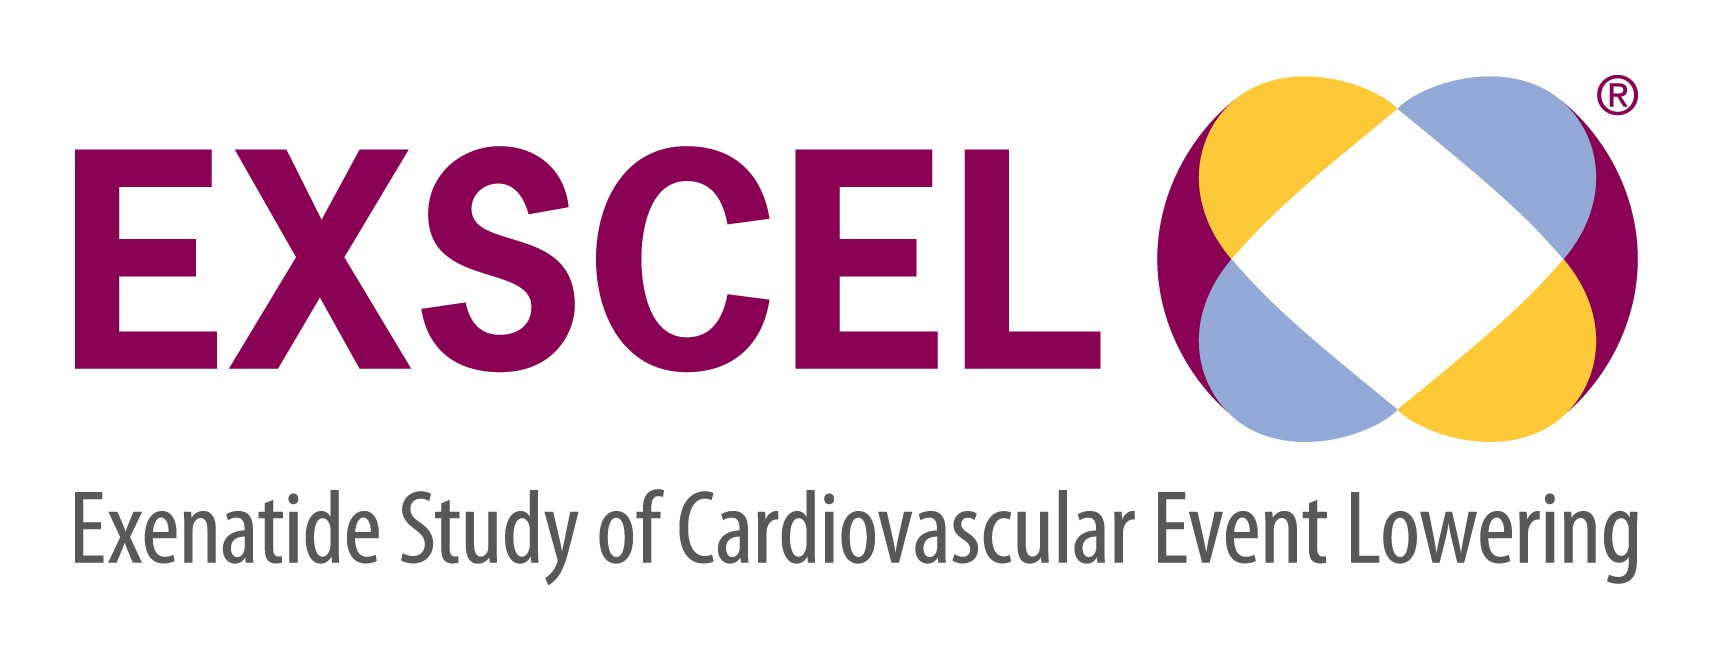 EXSCEL ®
Exenatide Study of Cardiovascular Event Lowering